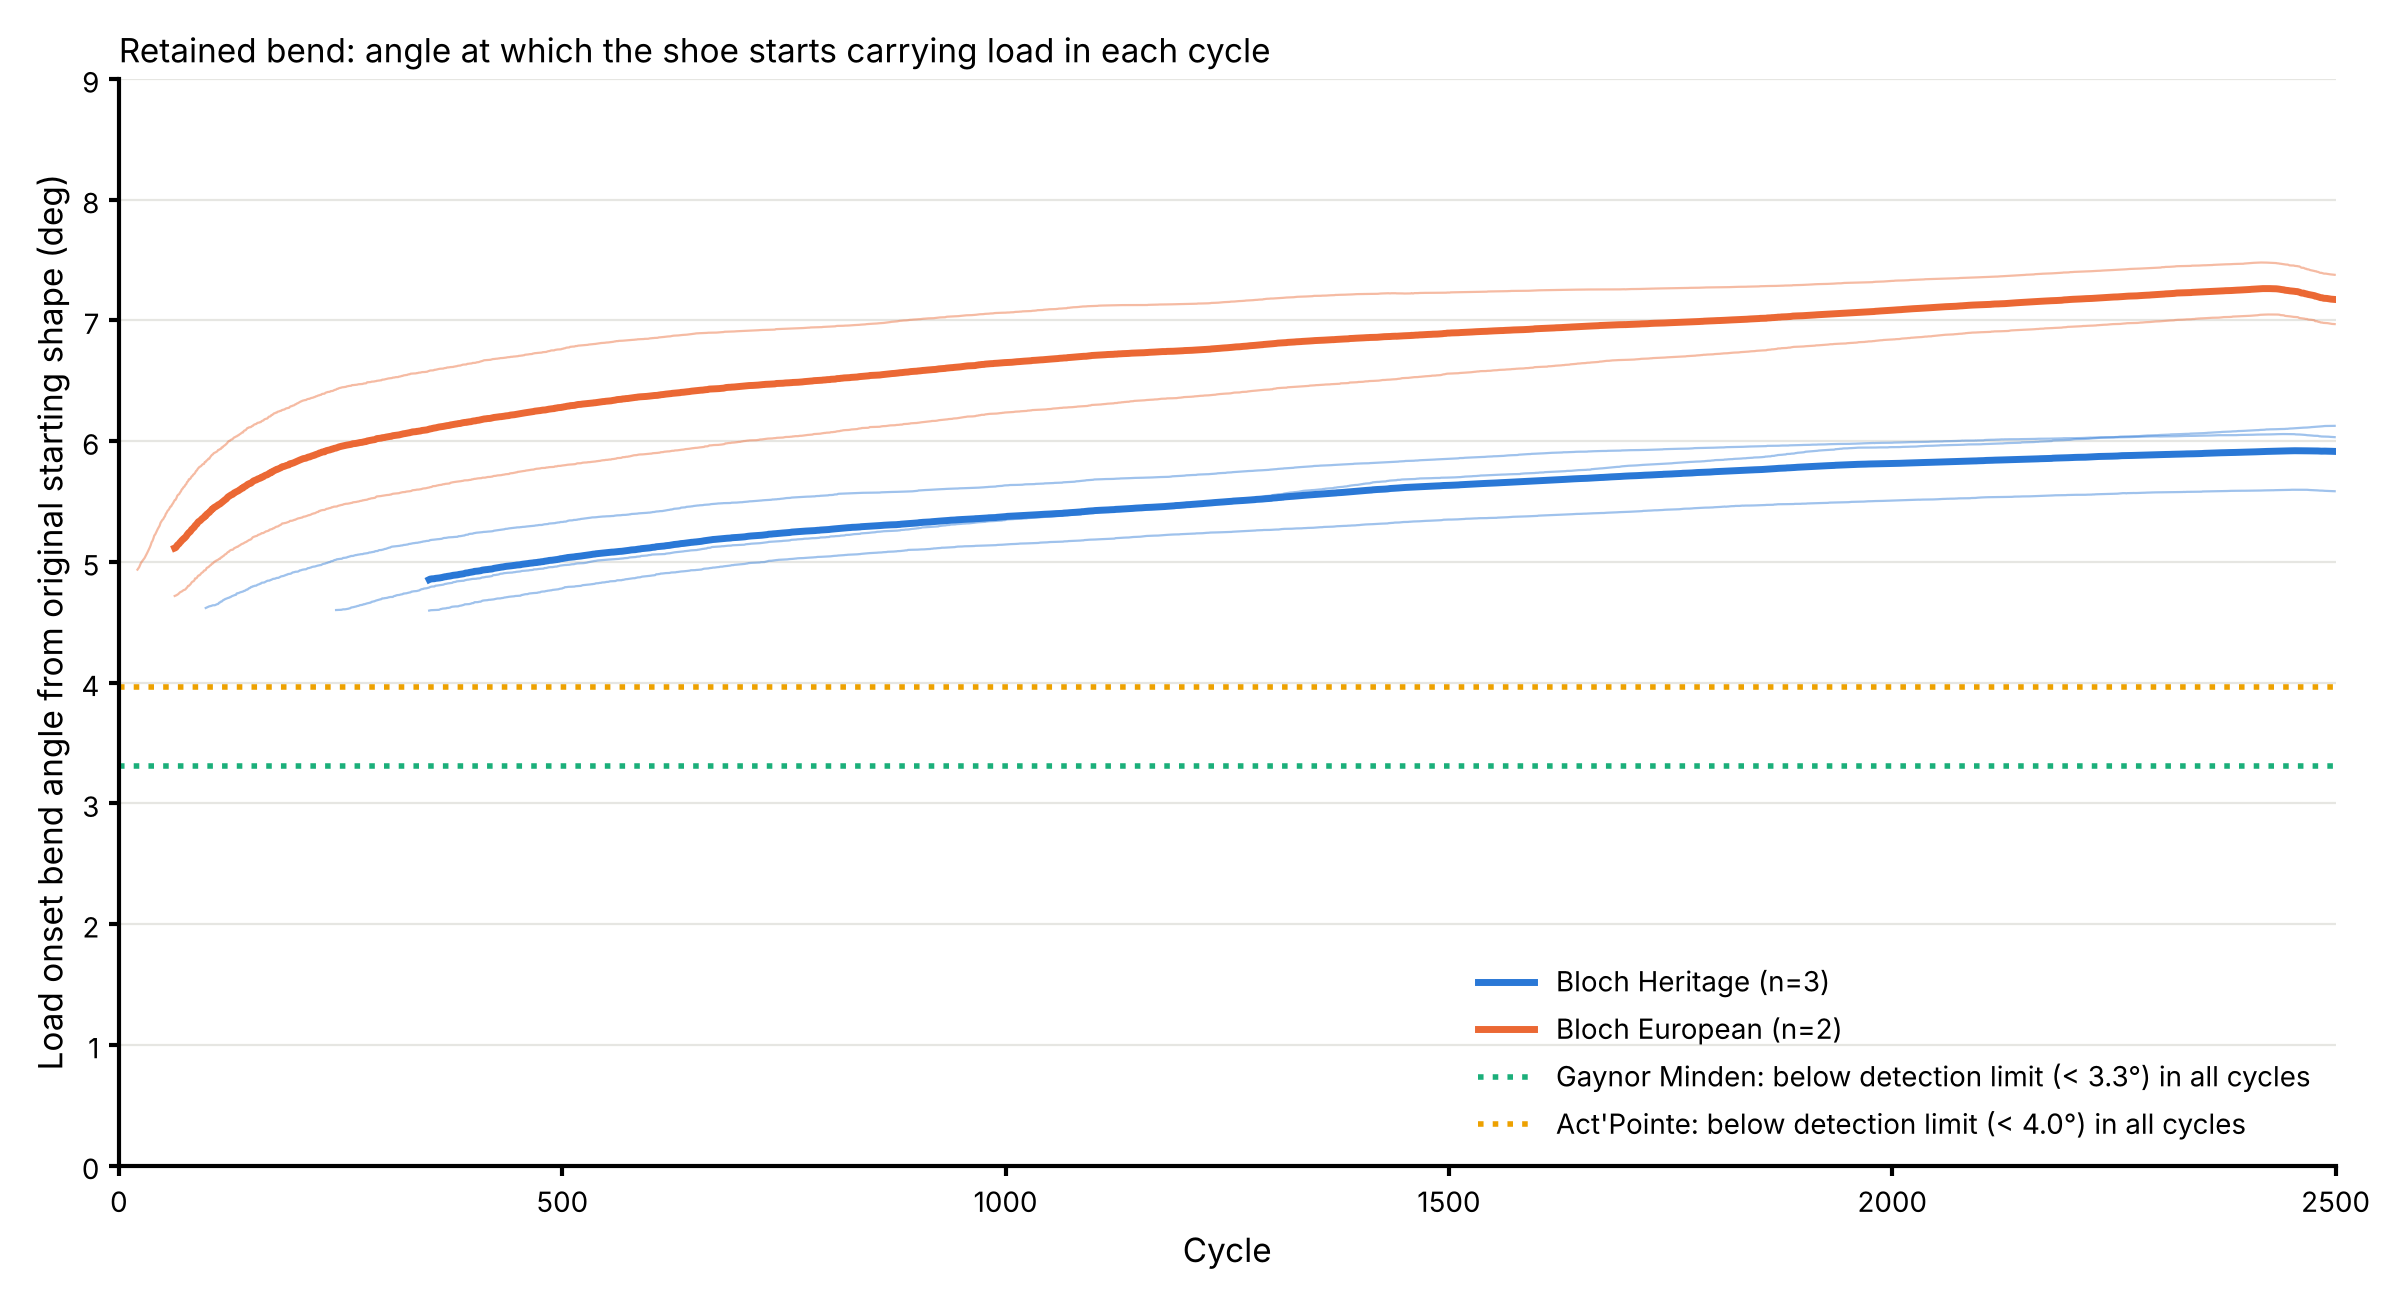 Retained bend: angle at which the shoe starts carrying load in each cycle
Load onset bend angle from original starting shape (deg)
9
8
7
6
5
4
3
2
1
0
Bloch Heritage (n=3)
Bloch European (n=2)
Gaynor Minden: below detection limit (< 3.3°) in all cycles
Act'Pointe: below detection limit (< 4.0°) in all cycles
0 500 1000 1500 2000 2500
Cycle